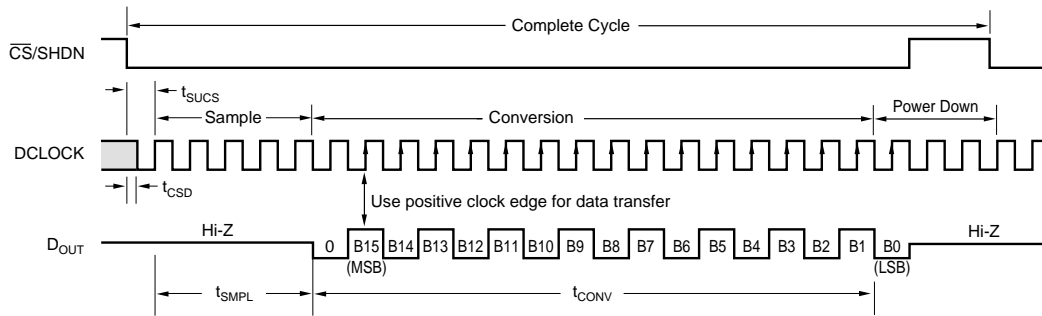 Complete Cycle
CS/SHDN
tSUCS
Sample
Conversion
Power Down
DCLOCK
tCSD
Use positive clock edge for data transfer
Hi-Z
DOUT
0 B15 B14 B13 B12 B11 B10 B9 B8 B7 B6 B5 B4 B3 B2 B1 B0
Hi-Z
(MSB)
(LSB)
tSMPL
tCONV